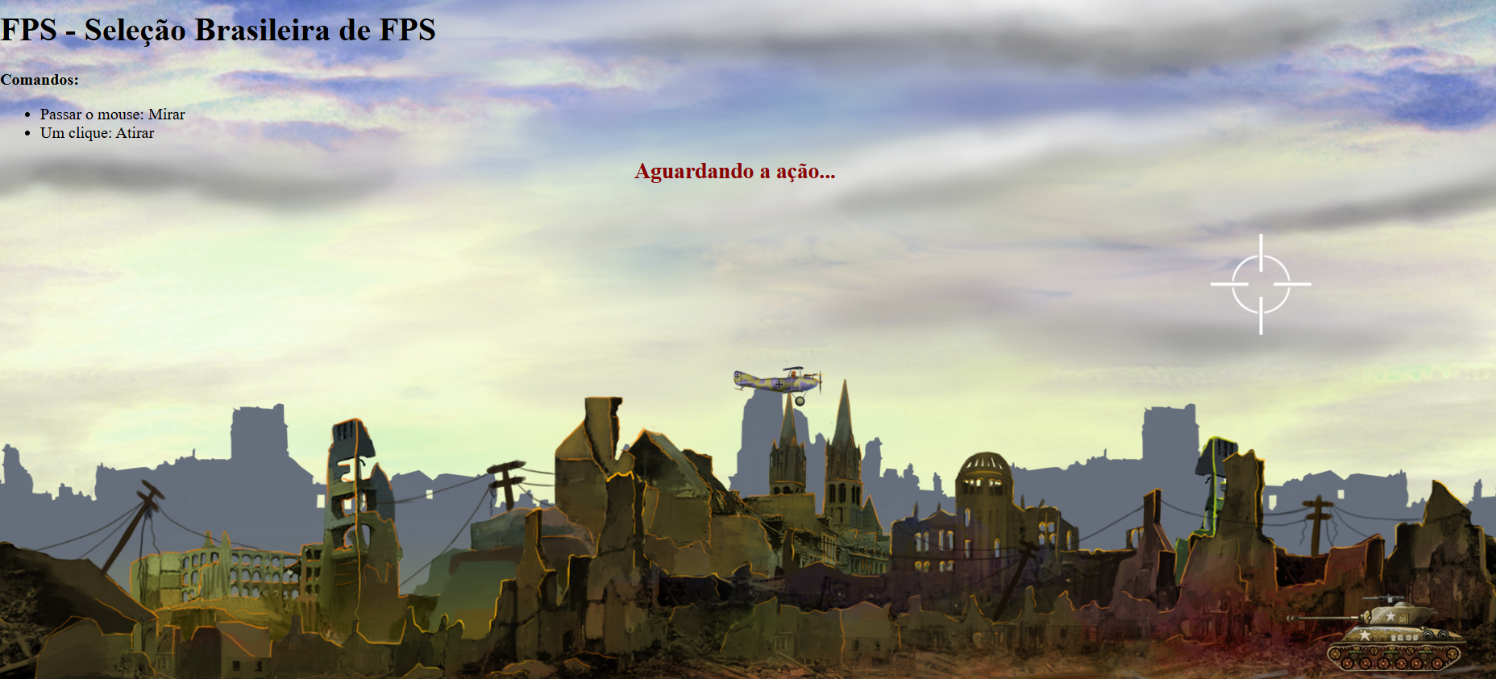 FPS - Seleção Brasileira de FPS
Comandos:
Passar o mouse: Mirar
Um clique: Atirar
Aguardando a ação...